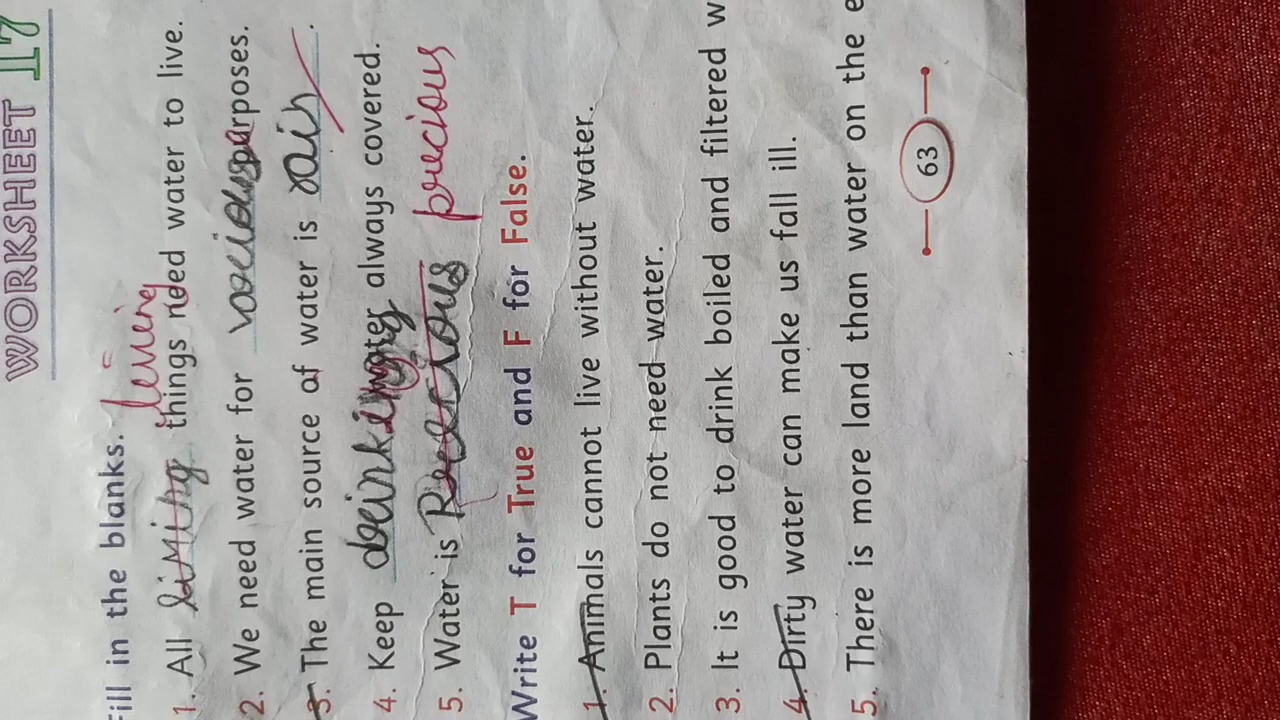 WORKSHEET 17
Fill in the blanks.
living
1. All liming things need water to live.
2. We need water for various purposes.
3. The main source of water is rain.
4. Keep deinking water always covered.
5. Water is Recious precious
Write T for True and F for False.
1. Animals cannot live without water.
2. Plants do not need water.
3. It is good to drink boiled and filtered w
4. Dirty water can make us fall ill.
5. There is more land than water on the e
63